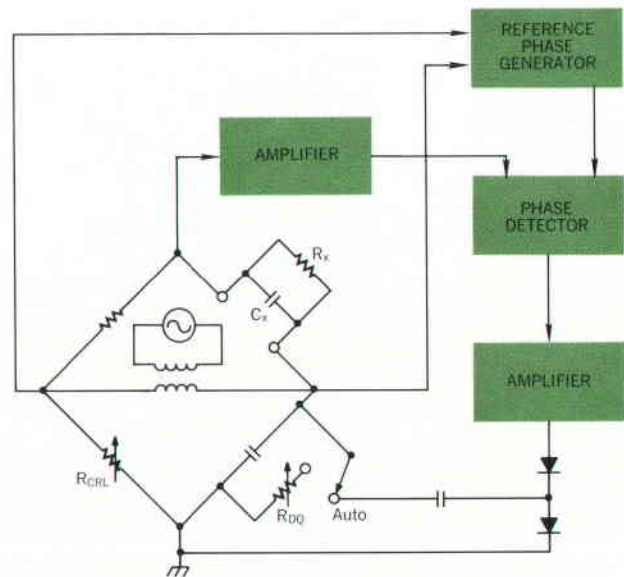 REFERENCE
PHASE
GENERATOR
AMPLIFIER
PHASE
DETECTOR
Rx
Cx
AMPLIFIER
RCRL
RDQ
Auto